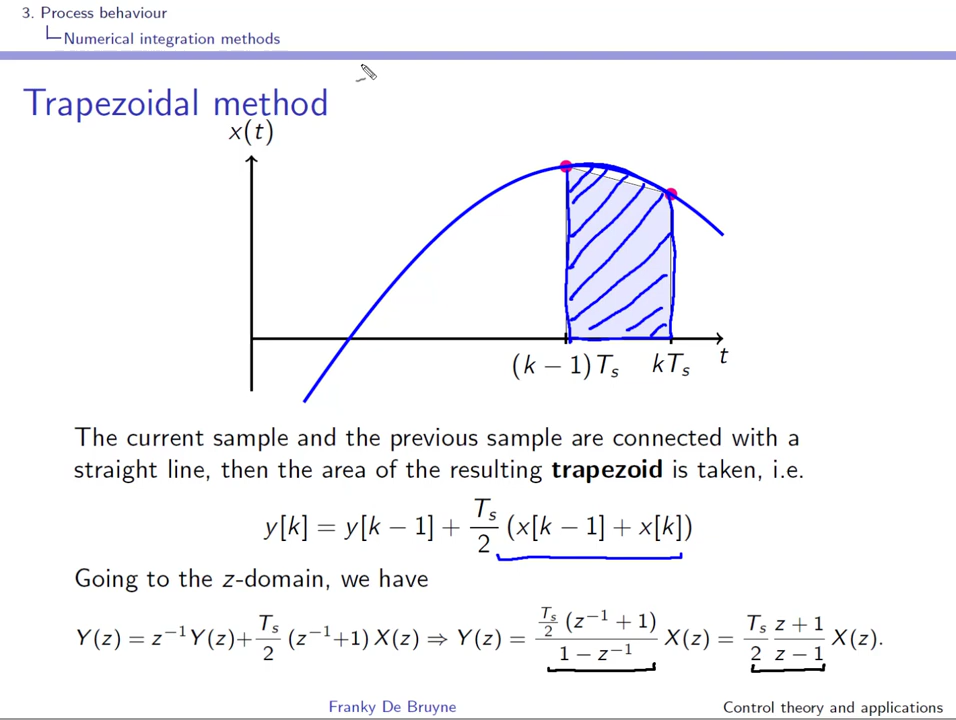 3. Process behaviour
Numerical integration methods
Trapezoidal method
x(t)
(k − 1)Tₛ kTₛ t
The current sample and the previous sample are connected with a
straight line, then the area of the resulting trapezoid is taken, i.e.
y[k] = y[k − 1] + Tₛ/2 (x[k − 1] + x[k])
Going to the z-domain, we have
Y(z) = z⁻¹Y(z)+ Tₛ/2 (z⁻¹+1) X(z) ⇒ Y(z) = Tₛ/2 (z⁻¹ + 1) / 1 − z⁻¹ X(z) = Tₛ/2 z + 1 / z − 1 X(z).
Franky De Bruyne Control theory and applications